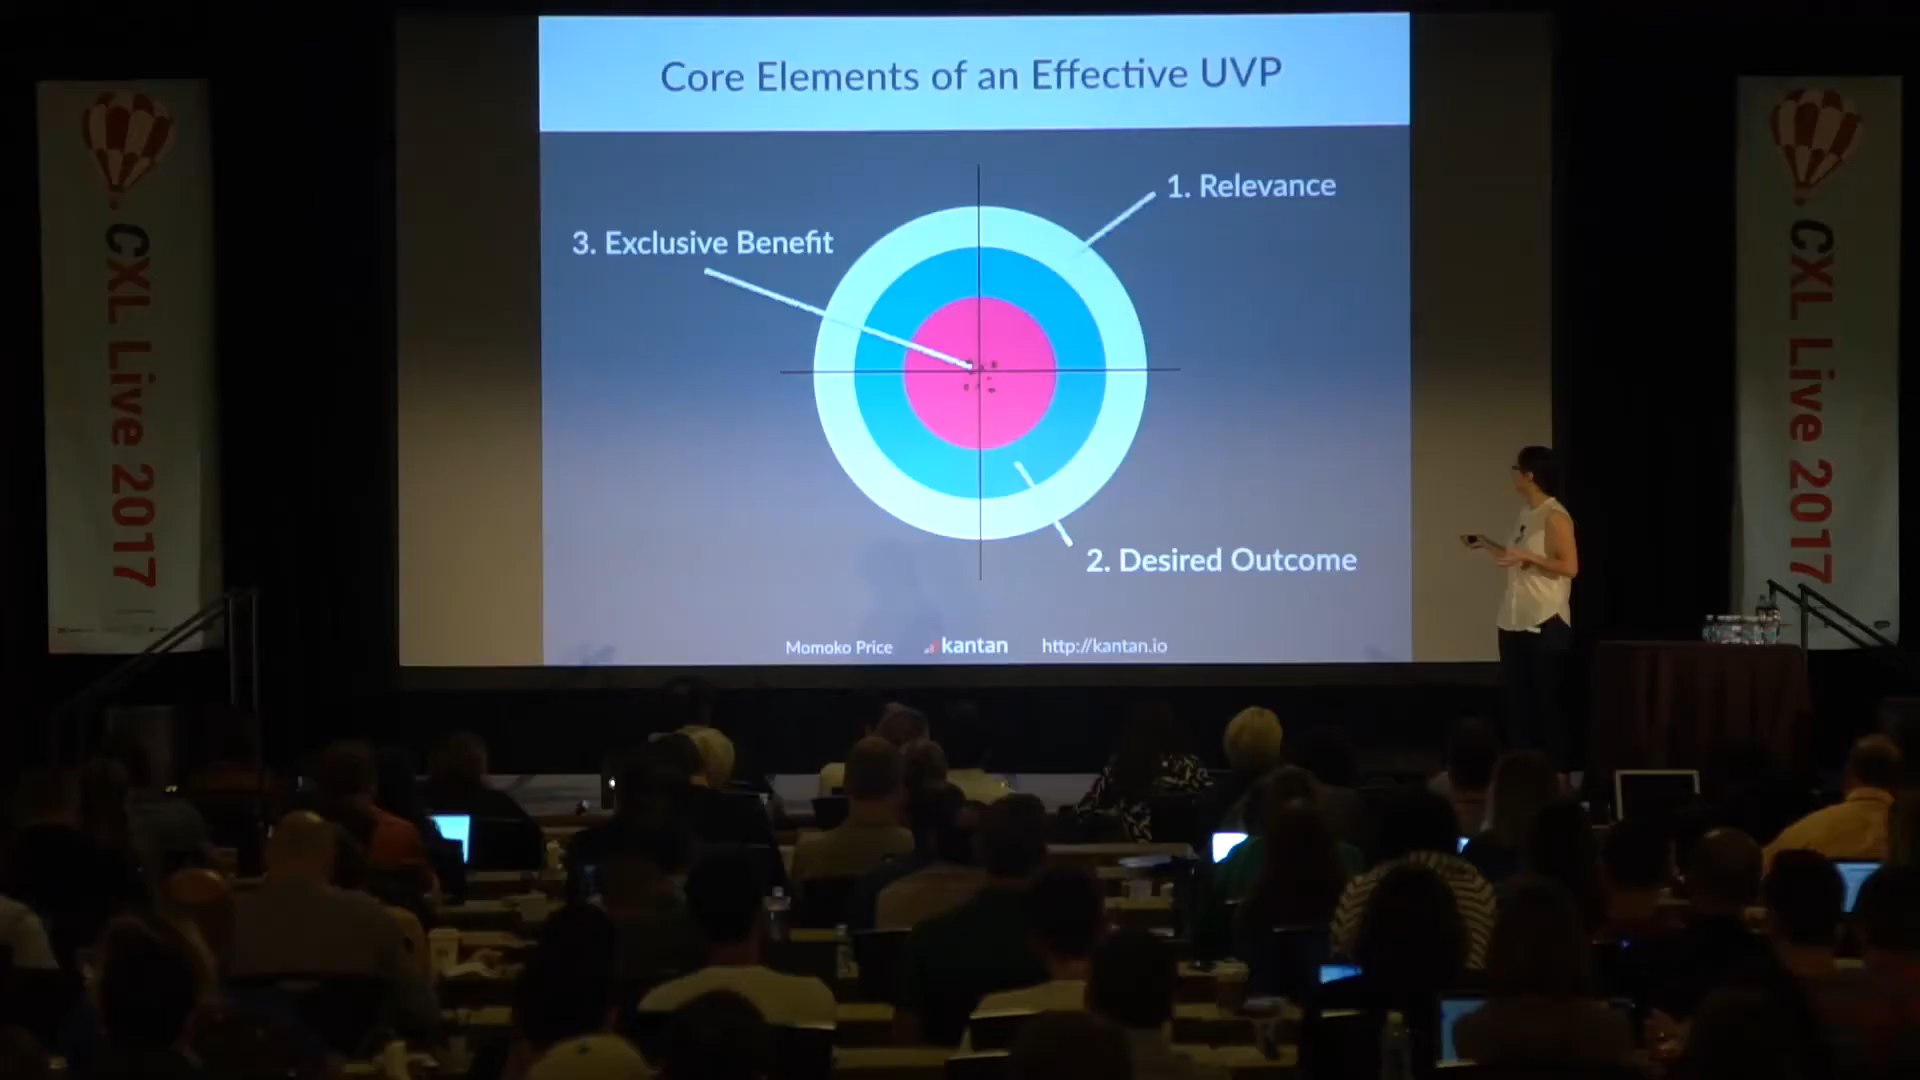 Core Elements of an Effective UVP
1. Relevance
3. Exclusive Benefit
2. Desired Outcome
Momoko Price
kantan
http://kantan.io
CXL Live 2017
CXL Live 2017